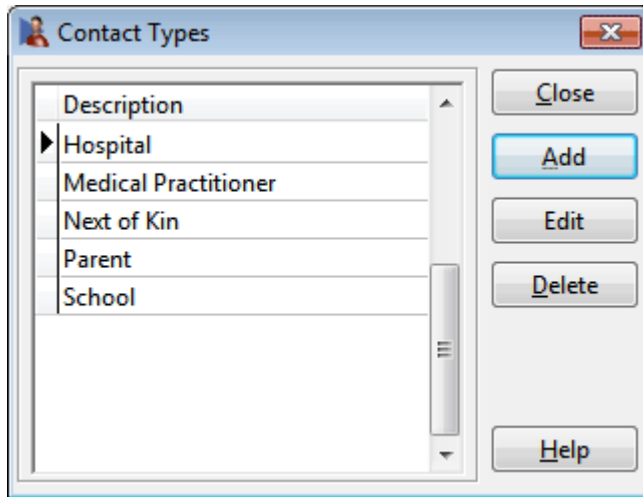 Contact Types
Description
Hospital
Medical Practitioner
Next of Kin
Parent
School
Close
Add
Edit
Delete
Help